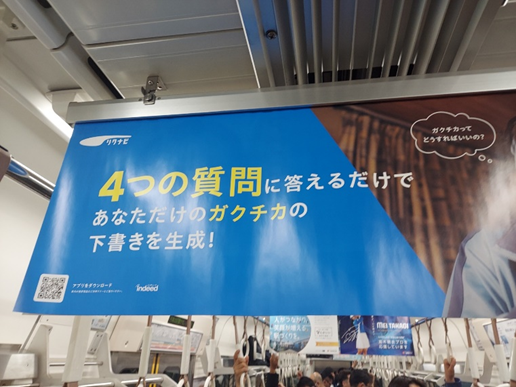 リクナビ
4つの質問に答えるだけで
あなただけのガクチカの
下書きを生成!
ガクチカって
どうすればいいの?
アプリをダウンロード
indeed
MEI YANAGI